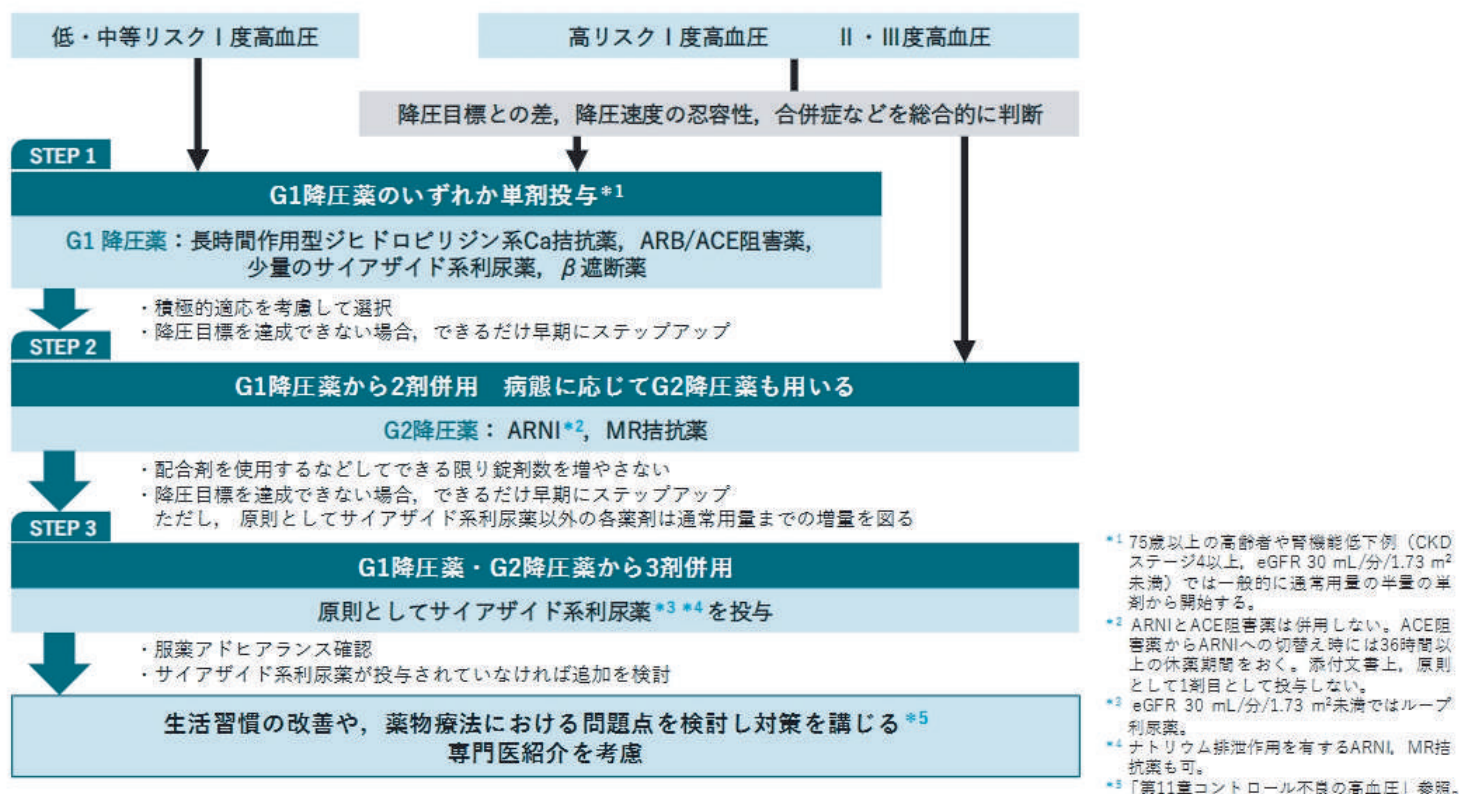 低・中等リスクⅠ度高血圧
高リスクⅠ度高血圧　Ⅱ・Ⅲ度高血圧
降圧目標との差，降圧速度の忍容性，合併症などを総合的に判断
STEP 1
G1降圧薬のいずれか単剤投与*1
G1 降圧薬：長時間作用型ジヒドロピリジン系Ca拮抗薬，ARB/ACE阻害薬，
少量のサイアザイド系利尿薬，β遮断薬
・積極的適応を考慮して選択
・降圧目標を達成できない場合，できるだけ早期にステップアップ
STEP 2
G1降圧薬から2剤併用　病態に応じてG2降圧薬も用いる
G2降圧薬： ARNI*2，MR拮抗薬
・配合剤を使用するなどしてできる限り錠剤数を増やさない
・降圧目標を達成できない場合，できるだけ早期にステップアップ
ただし， 原則としてサイアザイド系利尿薬以外の各薬剤は通常用量までの増量を図る
STEP 3
G1降圧薬・G2降圧薬から3剤併用
原則としてサイアザイド系利尿薬*3 *4 を投与
・服薬アドヒアランス確認
・サイアザイド系利尿薬が投与されていなければ追加を検討
生活習慣の改善や，薬物療法における問題点を検討し対策を講じる*5
専門医紹介を考慮
*1 75歳以上の高齢者や腎機能低下例（CKD
ステージ4以上，eGFR 30 mL/分/1.73 m²
未満）では一般的に通常用量の半量の単
剤から開始する。
*2 ARNIとACE阻害薬は併用しない。ACE阻
害薬からARNIへの切替え時には36時間以
上の休薬期間をおく。添付文書上，原則
として1剤目として投与しない。
*3 eGFR 30 mL/分/1.73 m²未満ではループ
利尿薬。
*4 ナトリウム排泄作用を有するARNI，MR拮
抗薬も可。
*5「第11章コントロール不良の高血圧」参照。